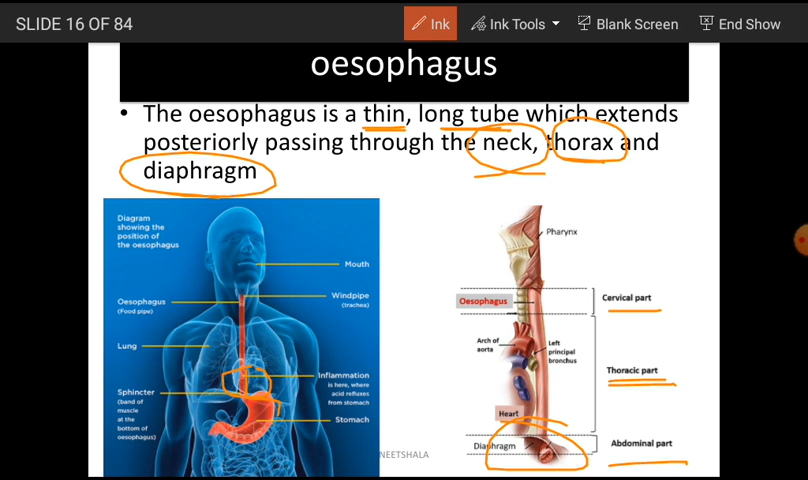 SLIDE 16 OF 84
Ink
Ink Tools
Blank Screen
End Show
oesophagus
• The oesophagus is a thin, long tube which extends
posteriorly passing through the neck, thorax and
diaphragm
Diagram
showing the
position of
the oesophagus
Mouth
Windpipe
(trachea)
Oesophagus
(Food pipe)
Lung
Inflammation
is here, where
acid refluxes
from stomach
Sphincter
(band of
muscle
at the
bottom of
oesophagus)
Stomach
Pharynx
Oesophagus
Cervical part
Arch of
aorta
Left
principal
bronchus
Thoracic part
Heart
Diaphragm
Abdominal part
NEETSHALA